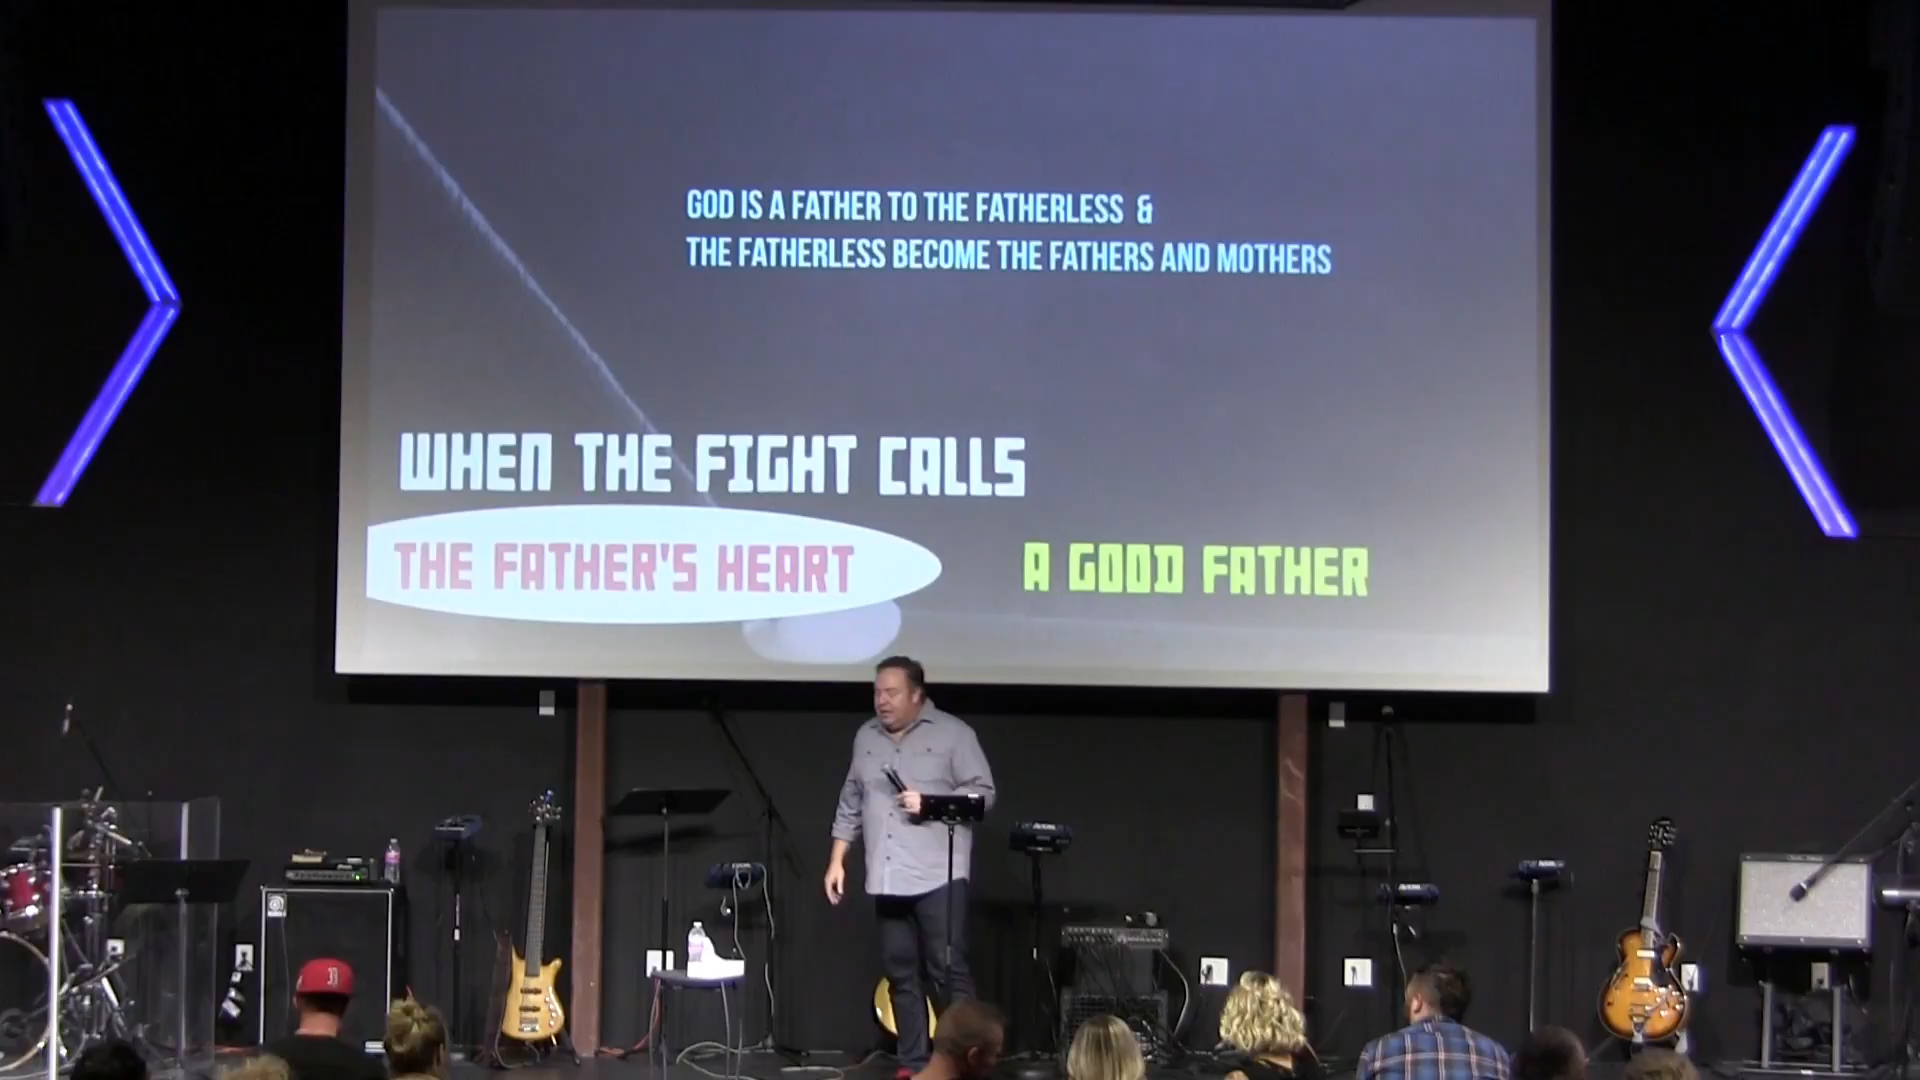 GOD IS A FATHER TO THE FATHERLESS &
THE FATHERLESS BECOME THE FATHERS AND MOTHERS
WHEN THE FIGHT CALLS
THE FATHER'S HEART
A GOOD FATHER